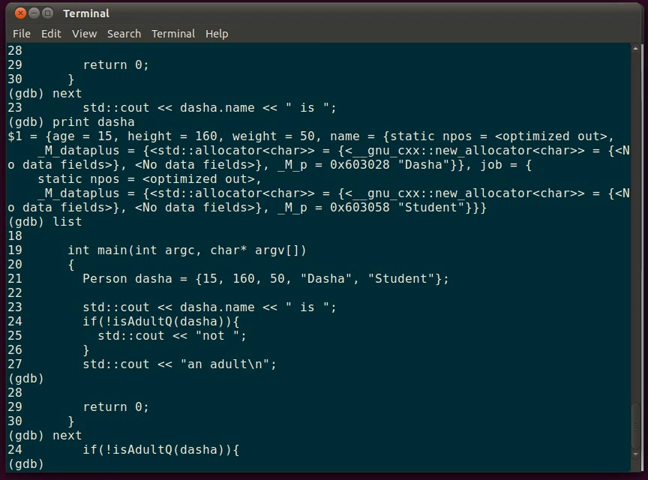 Terminal
File Edit View Search Terminal Help
28
29        return 0;
30      }
(gdb) next
23        std::cout << dasha.name << " is ";
(gdb) print dasha
$1 = {age = 15, height = 160, weight = 50, name = {static npos = <optimized out>,
    _M_dataplus = {<std::allocator<char>> = {<__gnu_cxx::new_allocator<char>> = {<N
o data fields>}, <No data fields>}, _M_p = 0x603028 "Dasha"}}, job = {
    static npos = <optimized out>,
    _M_dataplus = {<std::allocator<char>> = {<__gnu_cxx::new_allocator<char>> = {<N
o data fields>}, <No data fields>}, _M_p = 0x603058 "Student"}}}
(gdb) list
18
19      int main(int argc, char* argv[])
20      {
21        Person dasha = {15, 160, 50, "Dasha", "Student"};
22
23        std::cout << dasha.name << " is ";
24        if(!isAdultQ(dasha)){
25          std::cout << "not ";
26        }
27        std::cout << "an adult\n";
(gdb)
28
29        return 0;
30      }
(gdb) next
24        if(!isAdultQ(dasha)){
(gdb)